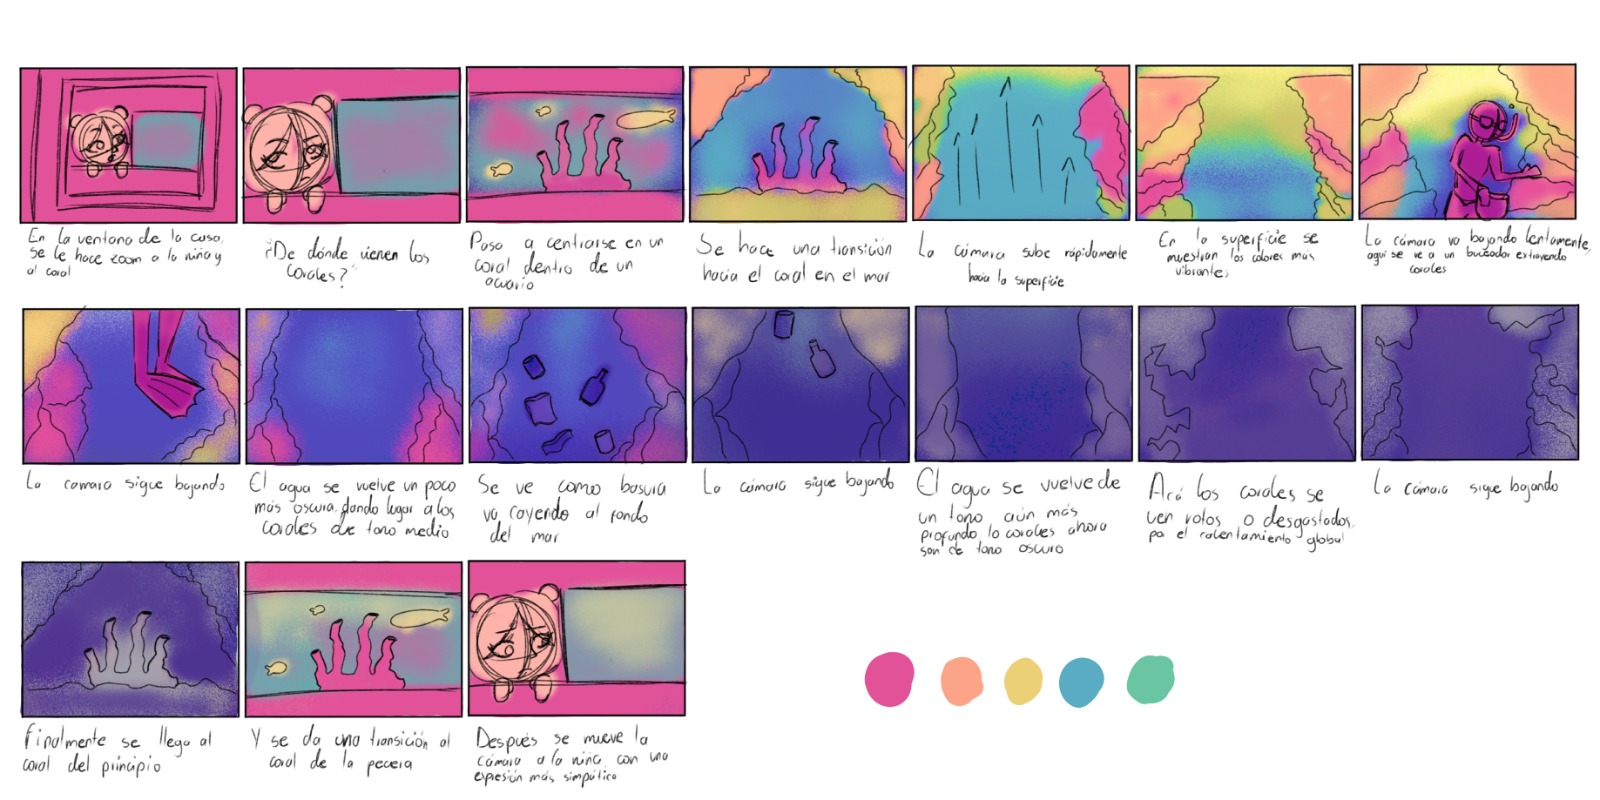 En la ventana de la casa,
se le hace zoom a la niña y
al coral
"¿De dónde vienen los
corales?"
Pasa a centrarse en un
coral dentro de un
acuario
Se hace una transición
hacia el coral en el mar
La cámara sube rápidamente
hacia la superficie
En la superficie se
muestran los colores más
vibrantes
La cámara va bajando lentamente,
aquí se ve a un buceador extrayendo
corales
La camara sigue bajando
El agua se vuelve un poco
más oscura, dando lugar a los
corales de tono medio
Se ve como basura
va cayendo al fondo
del mar
La cámara sigue bajando
El agua se vuelve de
un tono aún más
profundo, lo corales ahora
son de tono oscuro
Acá los corales se
ven rotos o desgastados,
por el calentamiento global
La cámara sigue bajando
Finalmente se llega al
coral del principio
Y se da una transición al
coral de la pecera
Después se mueve la
cámara a la niña, con una
expresión más simpática